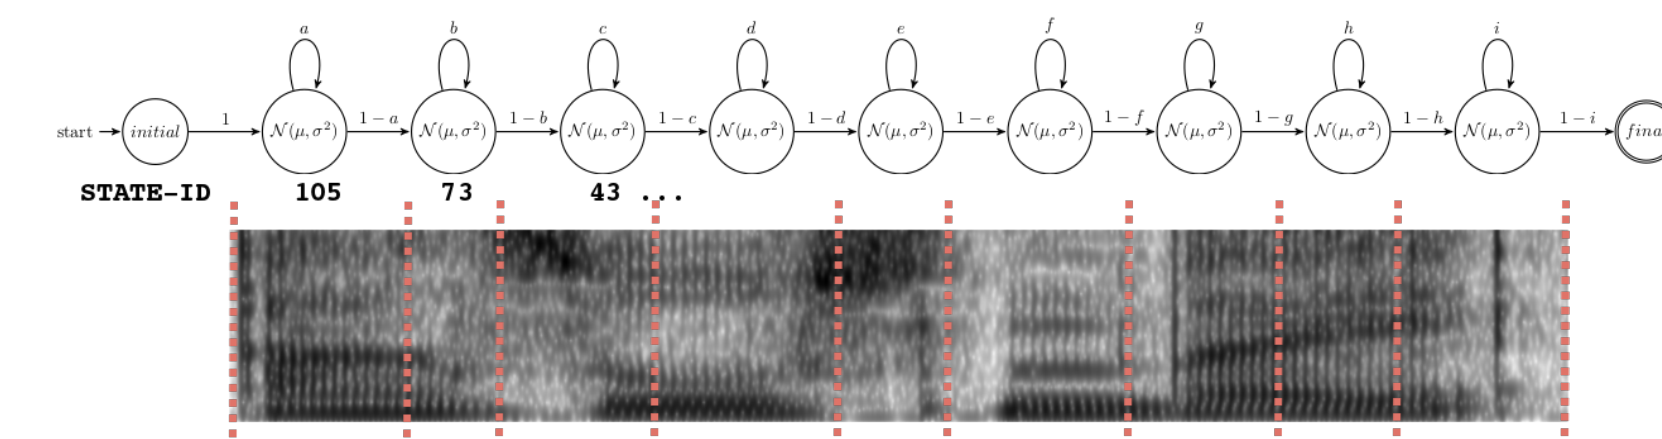 a b c d e f g h i
start initial 1 𝒩(μ, σ²) 1 − a 𝒩(μ, σ²) 1 − b 𝒩(μ, σ²) 1 − c 𝒩(μ, σ²) 1 − d 𝒩(μ, σ²) 1 − e 𝒩(μ, σ²) 1 − f 𝒩(μ, σ²) 1 − g 𝒩(μ, σ²) 1 − h 𝒩(μ, σ²) 1 − i fina
STATE-ID 105 73 43 ...